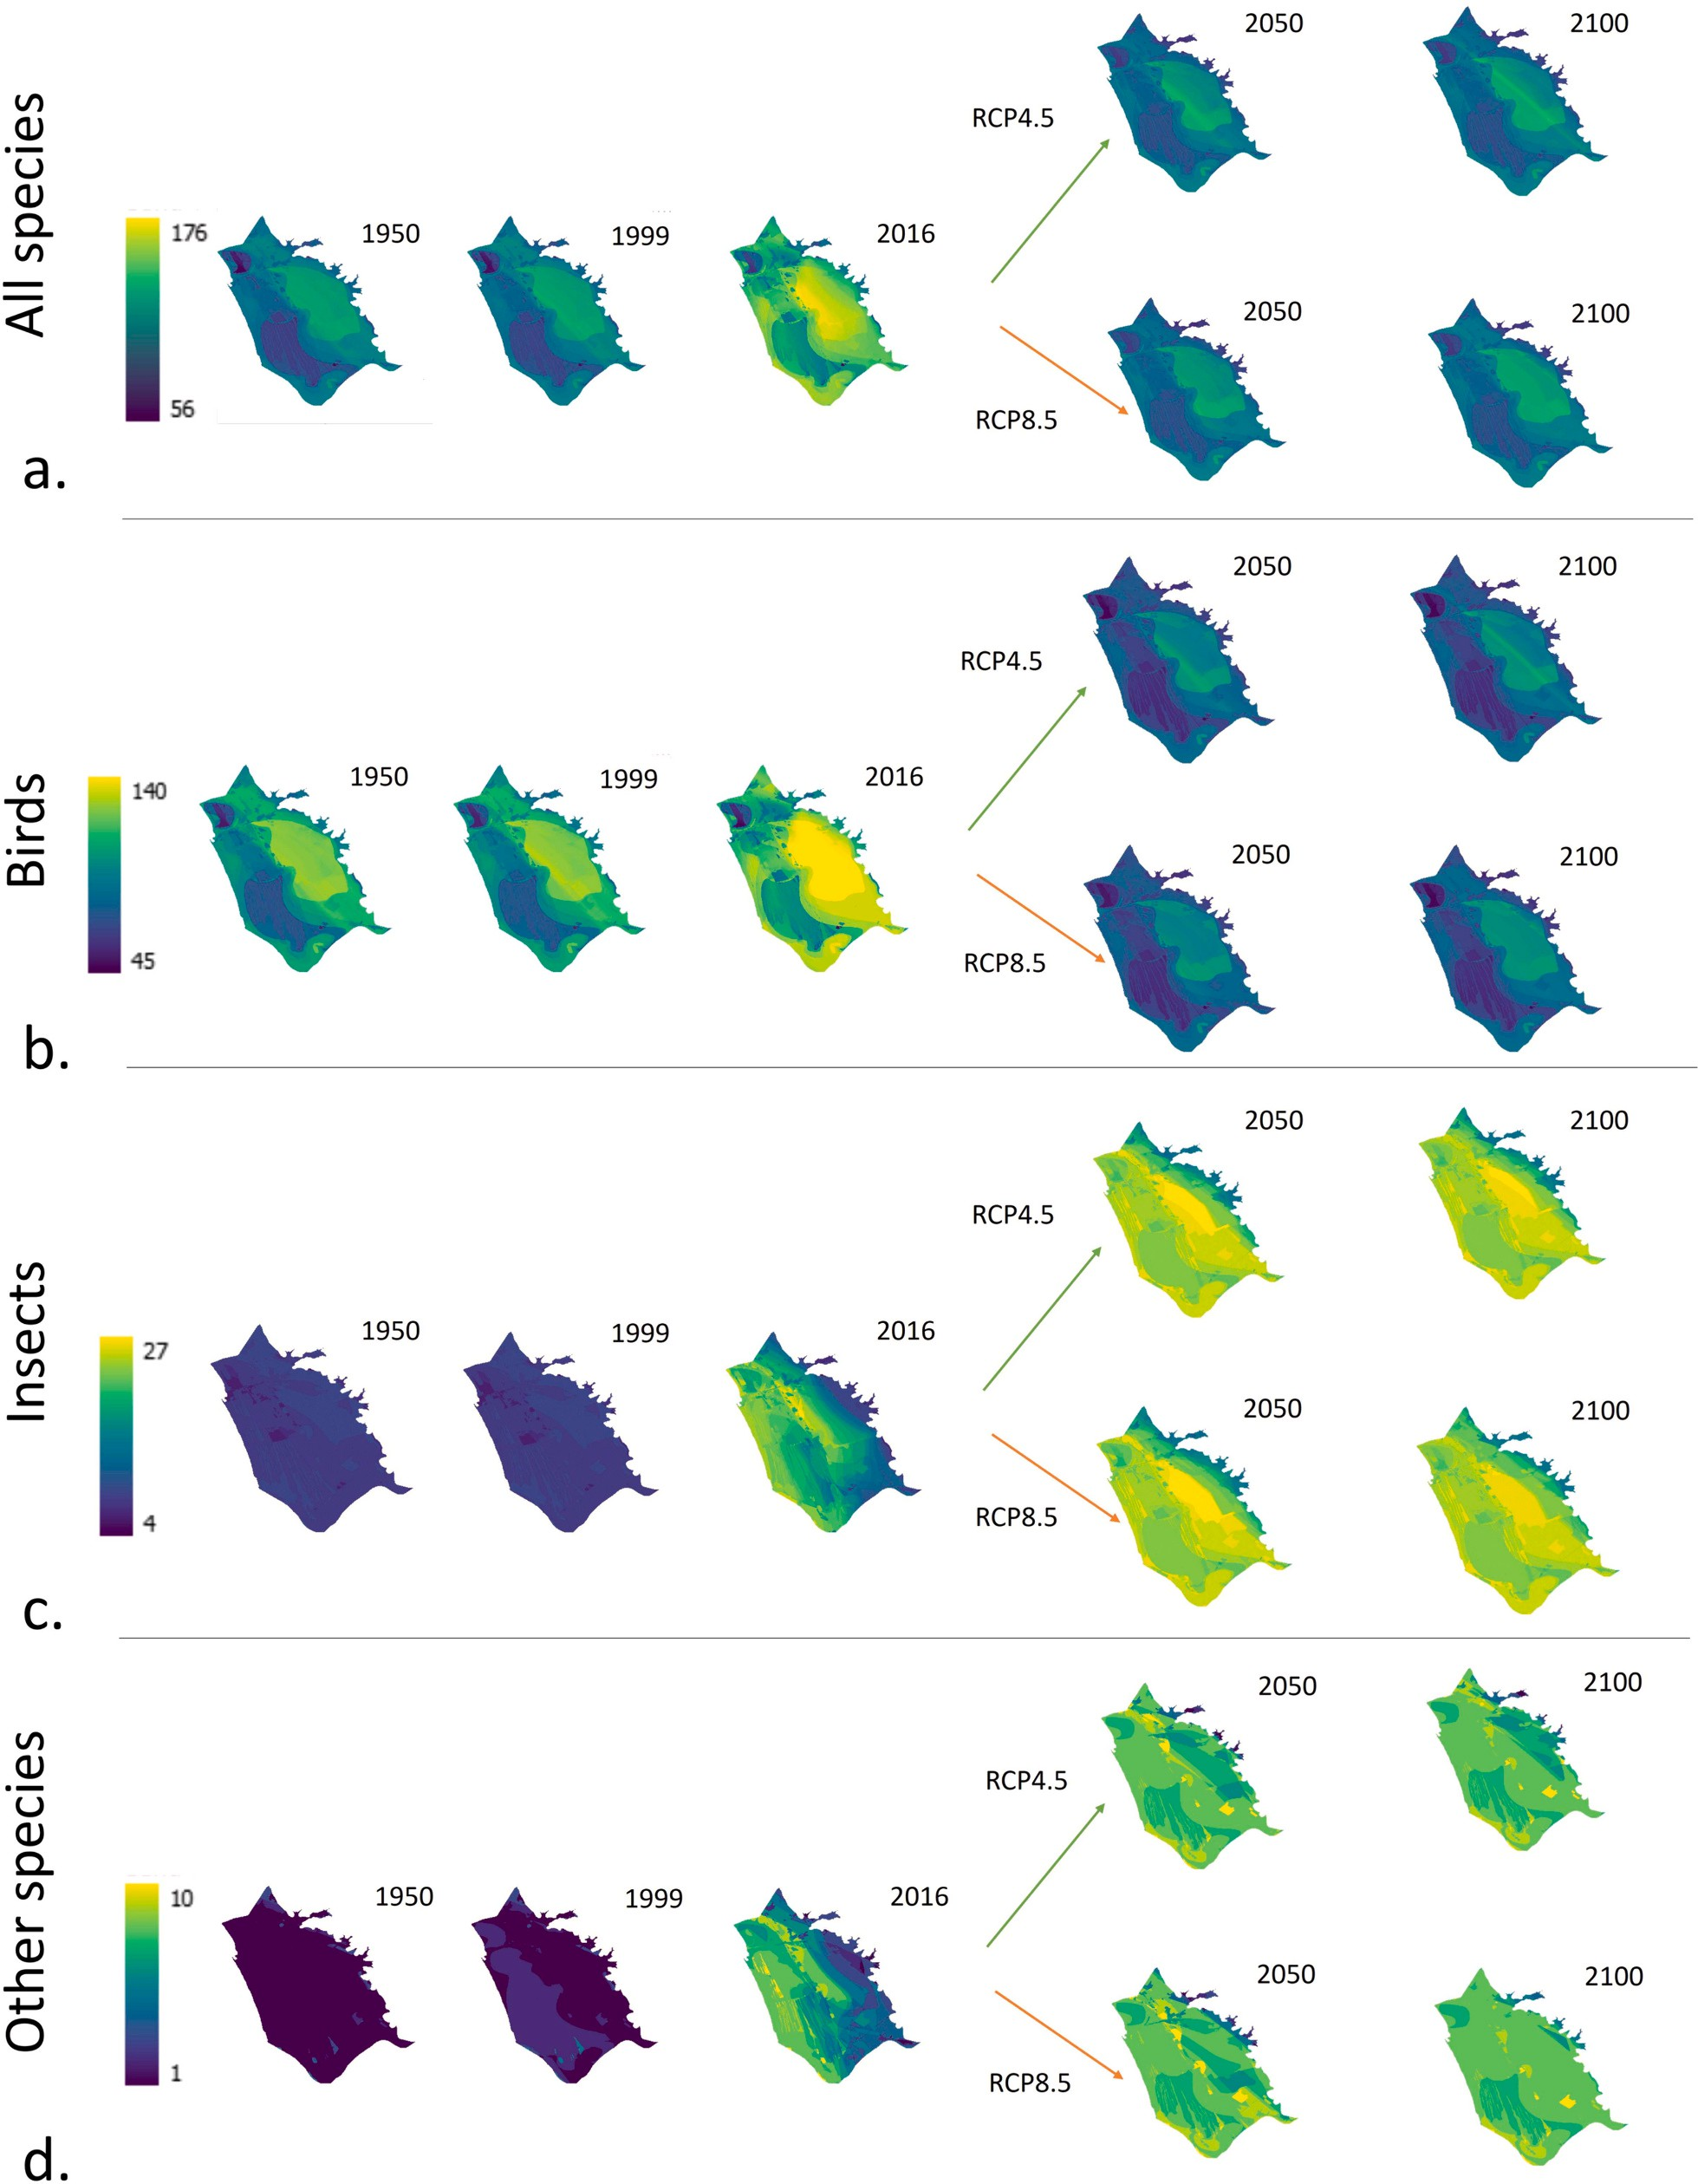 All species
176
56
1950
1999
2016
RCP4.5
2050
2100
RCP8.5
2050
2100
a.
Birds
140
45
1950
1999
2016
RCP4.5
2050
2100
RCP8.5
2050
2100
b.
Insects
27
4
1950
1999
2016
RCP4.5
2050
2100
RCP8.5
2050
2100
c.
Other species
10
1
1950
1999
2016
RCP4.5
2050
2100
RCP8.5
2050
2100
d.